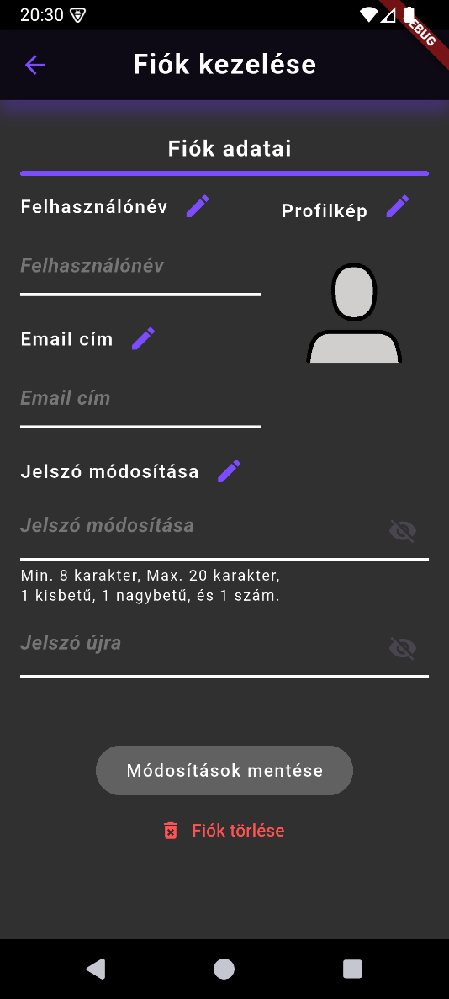 20:30
DEBUG
Fiók kezelése
Fiók adatai
Felhasználónév
Profilkép
Felhasználónév
Email cím
Email cím
Jelszó módosítása
Jelszó módosítása
Min. 8 karakter, Max. 20 karakter,
1 kisbetű, 1 nagybetű, és 1 szám.
Jelszó újra
Módosítások mentése
Fiók törlése